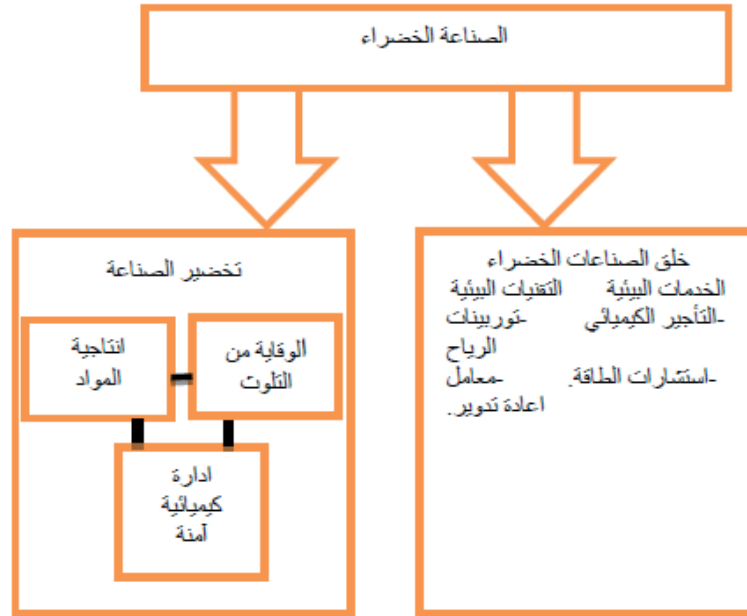 الصناعة الخضراء
خلق الصناعات الخضراء
الخدمات البيئية التقنيات البيئية
-التأجير الكيميائي -توربينات
الرياح
-استشارات الطاقة. -معامل
اعادة تدوير.
تخضير الصناعة
الوقاية من
التلوث
انتاجية
المواد
ادارة
كيميائية
آمنة